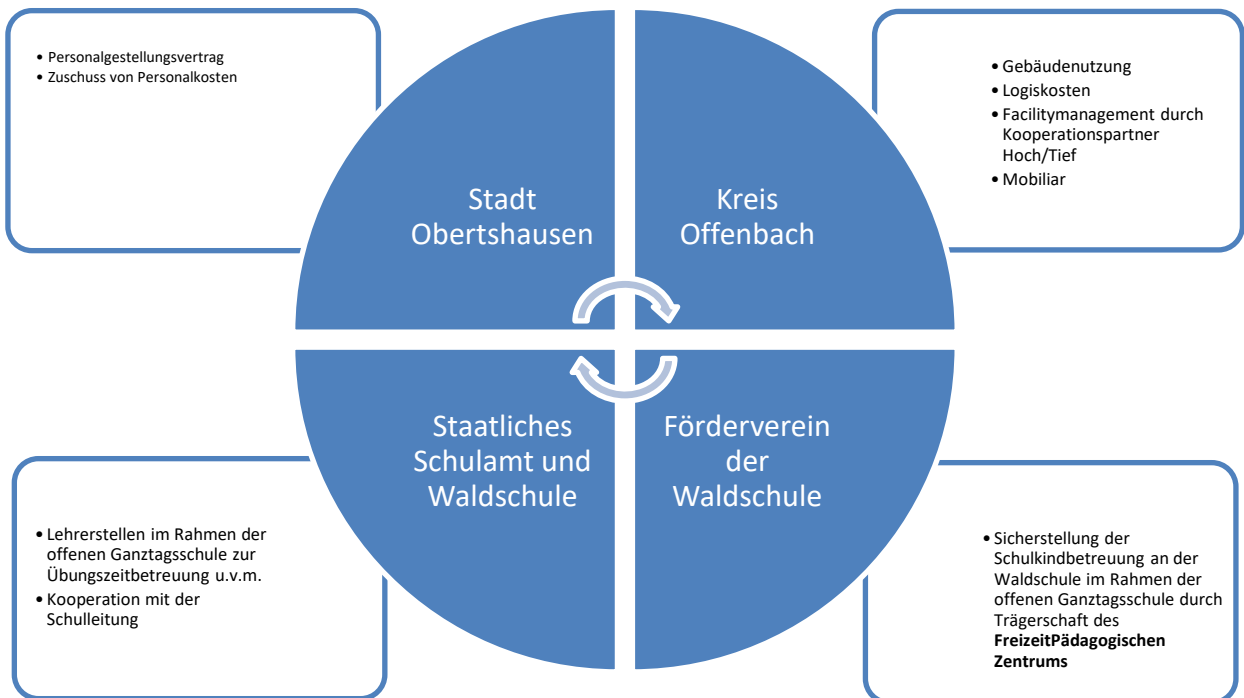 • Personalgestellungsvertrag
• Zuschuss von Personalkosten
Stadt
Obertshausen
Kreis
Offenbach
• Gebäudenutzung
• Logiskosten
• Facilitymanagement durch
Kooperationspartner
Hoch/Tief
• Mobiliar
Staatliches
Schulamt und
Waldschule
Förderverein
der
Waldschule
• Lehrerstellen im Rahmen der
offenen Ganztagsschule zur
Übungszeitbetreuung u.v.m.
• Kooperation mit der
Schulleitung
• Sicherstellung der
Schulkindbetreuung an der
Waldschule im Rahmen der
offenen Ganztagsschule durch
Trägerschaft des
FreizeitPädagogischen
Zentrums